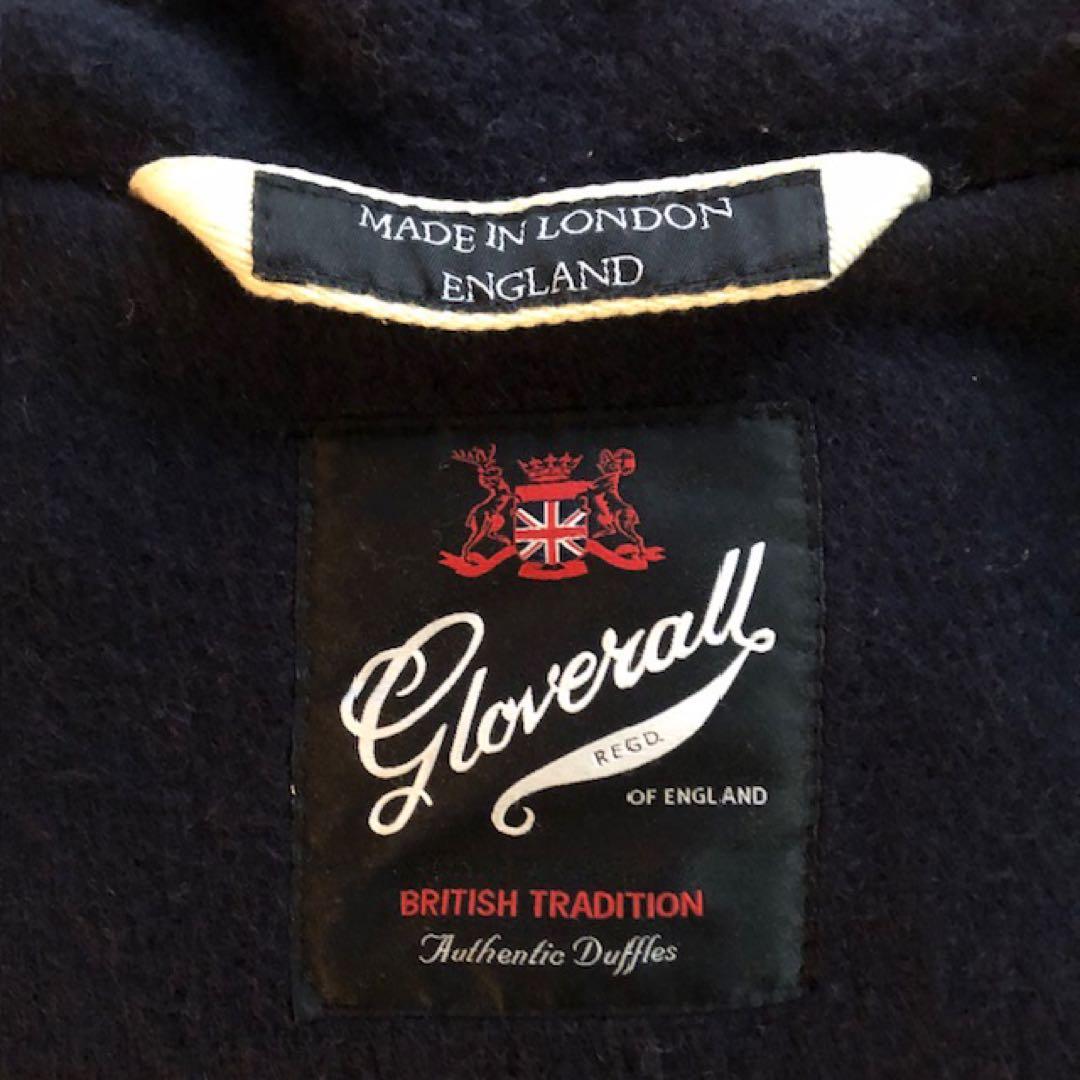 MADE IN LONDON
ENGLAND
Gloverall
REGD.
OF ENGLAND
BRITISH TRADITION
Authentic Duffles